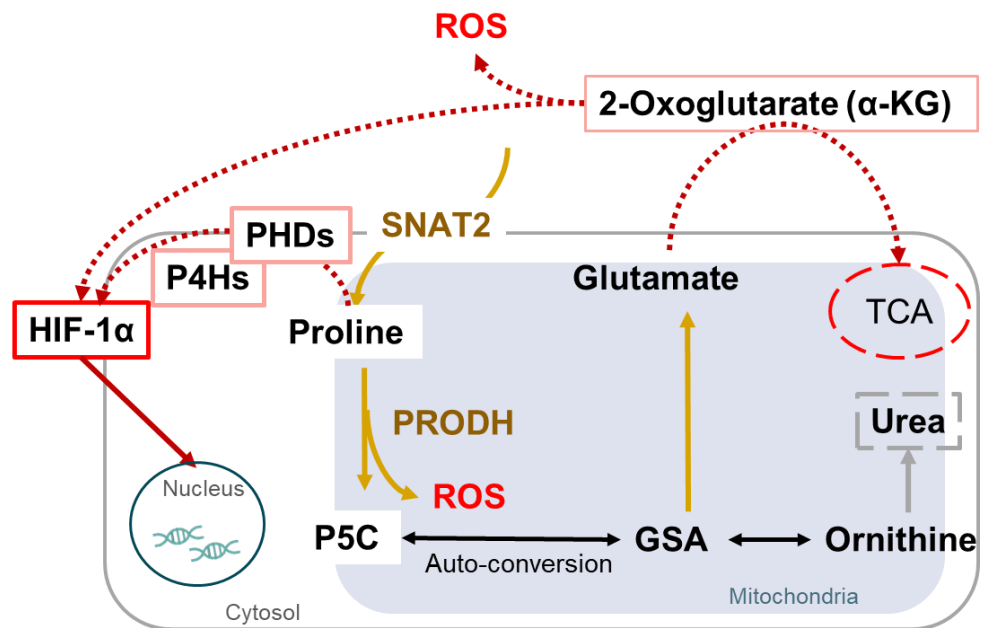 ROS
2-Oxoglutarate (α-KG)
SNAT2
PHDs
P4Hs
Glutamate
HIF-1α
Proline
TCA
PRODH
Urea
Nucleus
ROS
P5C
GSA
Ornithine
Auto-conversion
Mitochondria
Cytosol